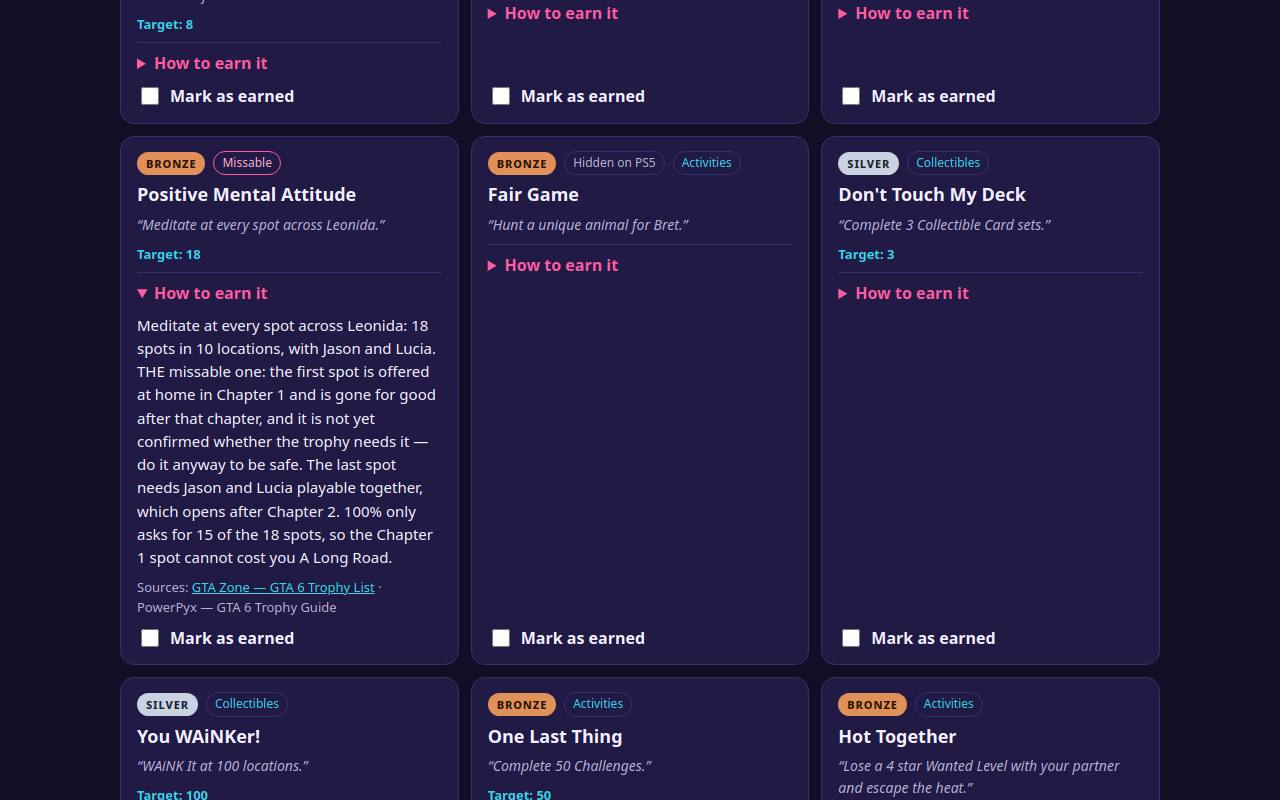 Target: 8
How to earn it
Mark as earned
How to earn it
Mark as earned
How to earn it
Mark as earned
BRONZE Missable
Positive Mental Attitude
“Meditate at every spot across Leonida.”
Target: 18
How to earn it
Meditate at every spot across Leonida: 18
spots in 10 locations, with Jason and Lucia.
THE missable one: the first spot is offered
at home in Chapter 1 and is gone for good
after that chapter, and it is not yet
confirmed whether the trophy needs it —
do it anyway to be safe. The last spot
needs Jason and Lucia playable together,
which opens after Chapter 2. 100% only
asks for 15 of the 18 spots, so the Chapter
1 spot cannot cost you A Long Road.
Sources: GTA Zone — GTA 6 Trophy List ·
PowerPyx — GTA 6 Trophy Guide
Mark as earned
BRONZE Hidden on PS5 Activities
Fair Game
“Hunt a unique animal for Bret.”
How to earn it
Mark as earned
SILVER Collectibles
Don't Touch My Deck
“Complete 3 Collectible Card sets.”
Target: 3
How to earn it
Mark as earned
SILVER Collectibles
You WAiNKer!
“WAiNK It at 100 locations.”
Target: 100
BRONZE Activities
One Last Thing
“Complete 50 Challenges.”
Target: 50
BRONZE Activities
Hot Together
“Lose a 4 star Wanted Level with your partner
and escape the heat.”